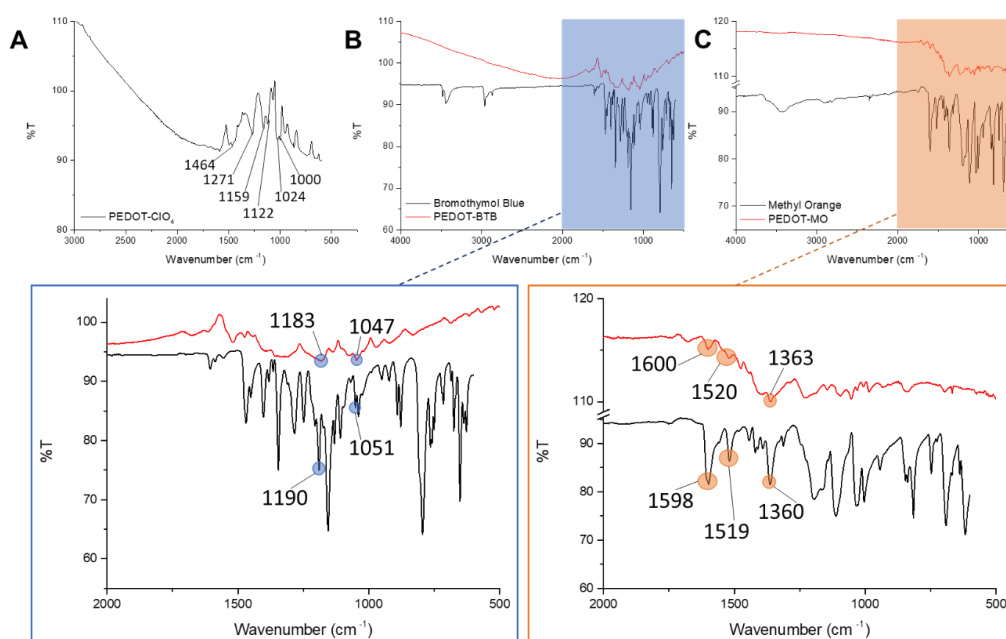 A
110
100
%T
90
80
1464
1271
1159
1122
1024
1000
PEDOT-ClO₄
3000 2500 2000 1500 1000 500 0
Wavenumber (cm⁻¹)
B
110
100
90
%T
80
70
60
Bromothymol Blue
PEDOT-BTB
4000 3000 2000 1000
Wavenumber (cm⁻¹)
C
120
110
90
%T
80
70
Methyl Orange
PEDOT-MO
4000 3000 2000 1000
Wavenumber (cm⁻¹)
100
90
%T
80
70
60
1183
1047
1051
1190
2000 1500 1000 500
Wavenumber (cm⁻¹)
120
110
%T
90
80
70
60
1600
1520
1363
1598
1519
1360
2000 1500 1000 500
Wavenumber (cm⁻¹)